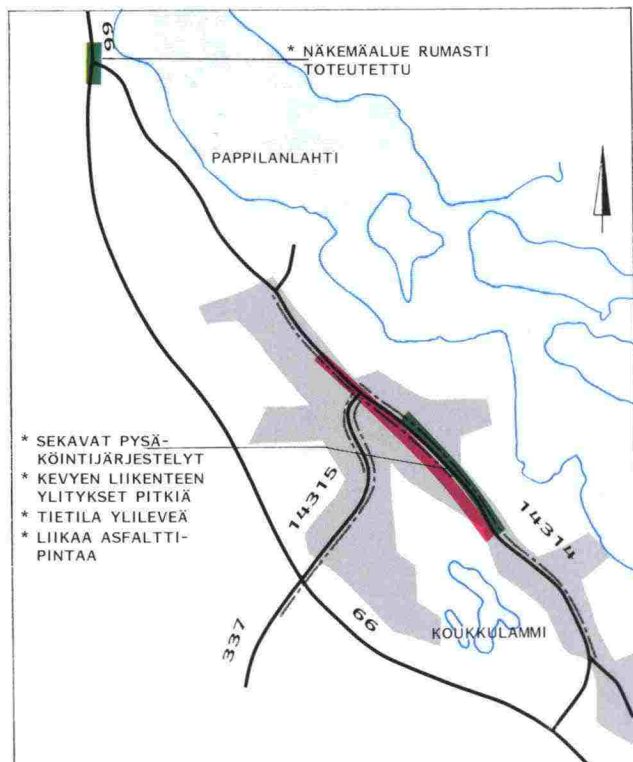 66
* NÄKEMÄALUE RUMASTI
TOTEUTETTU
PAPPILANLAHTI
* SEKAVAT PYSÄ-
KÖINTIJÄRJESTELYT
* KEVYEN LIIKENTEEN
YLITYKSET PITKIÄ
* TIETILA YLILEVEÄ
* LIIKAA ASFALTTI-
PINTAA
14315
14314
337
66
KOUKKULAMMI